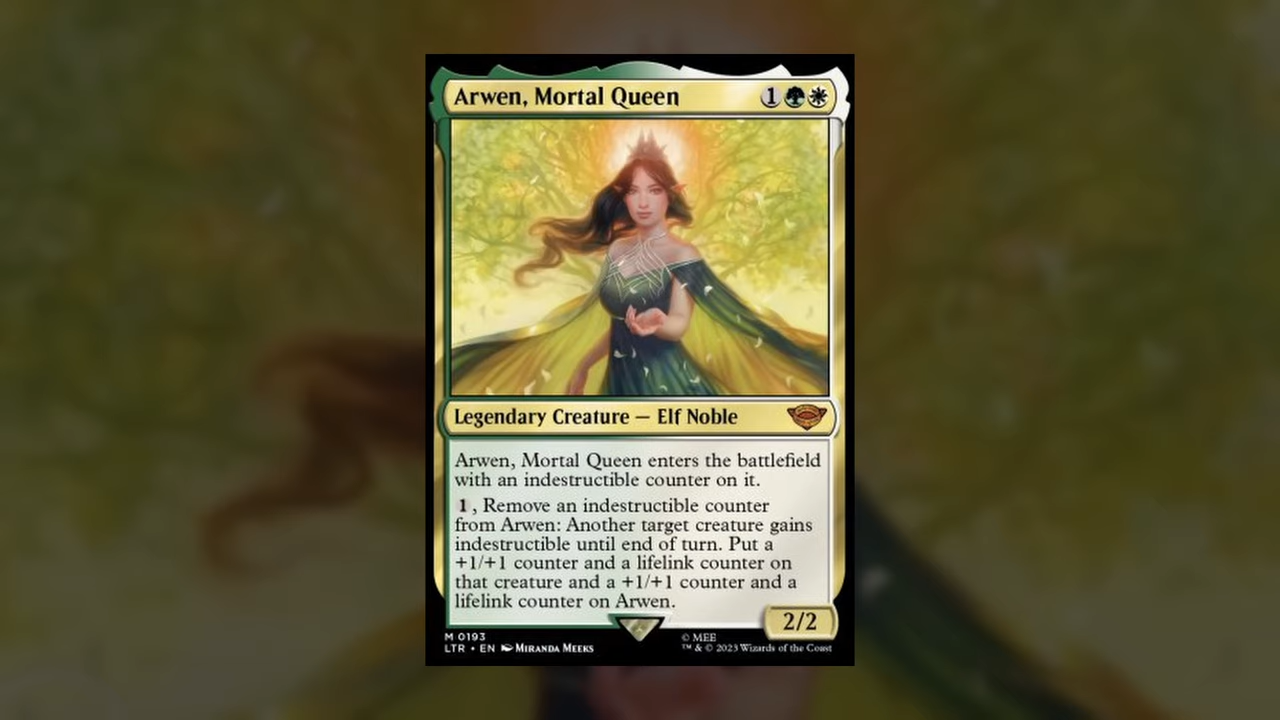 Arwen, Mortal Queen 1
Legendary Creature — Elf Noble
Arwen, Mortal Queen enters the battlefield
with an indestructible counter on it.
1, Remove an indestructible counter
from Arwen: Another target creature gains
indestructible until end of turn. Put a
+1/+1 counter and a lifelink counter on
that creature and a +1/+1 counter and a
lifelink counter on Arwen.
2/2
M 0193
LTR • EN Miranda Meeks
© MEE
™ & © 2023 Wizards of the Coast